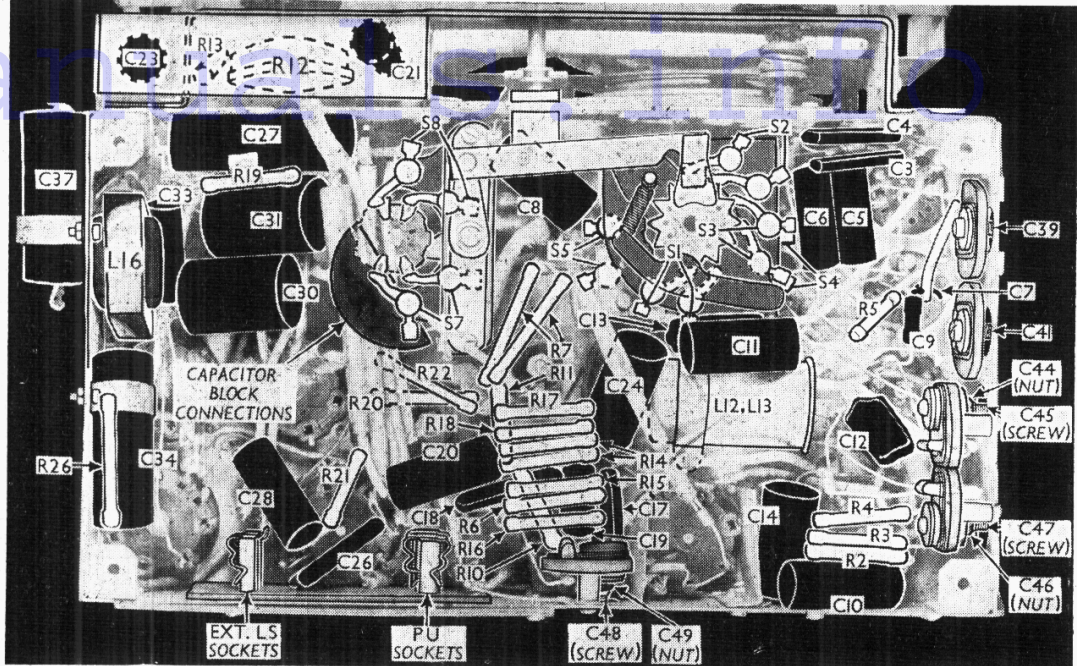 anuals.info
C23
R13
R12
C21
C27
S8
S2
C4
C3
C37
R19
C33
C31
C8
C6
C5
S3
S5
C39
L16
C30
S1
S4
C7
R5
S7
C13
C9
C41
C11
R7
CAPACITOR
BLOCK
CONNECTIONS
R22
R11
C24
R20
R17
L12,L13
C44
(NUT)
R18
C45
(SCREW)
C12
R26
C34
C20
R14
R21
R15
C28
C18
C17
C14
R4
R6
R3
C47
(SCREW)
R16
C19
R2
C26
R10
C10
C46
(NUT)
EXT. LS
SOCKETS
PU
SOCKETS
C48
(SCREW)
C49
(NUT)